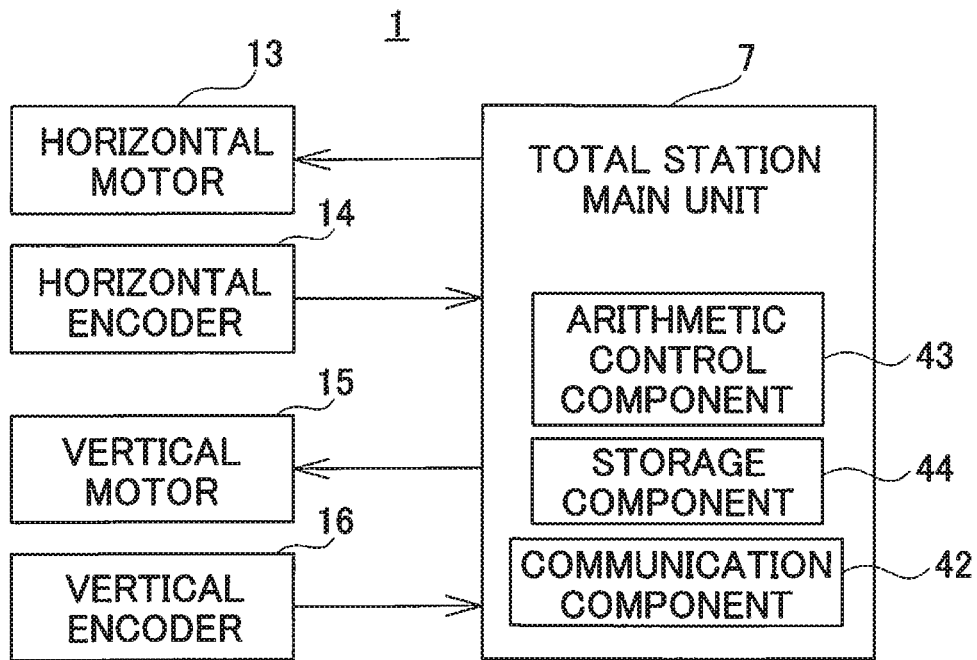 1
13
7
HORIZONTAL
MOTOR
TOTAL STATION
MAIN UNIT
14
HORIZONTAL
ENCODER
ARITHMETIC
CONTROL
COMPONENT
43
15
VERTICAL
MOTOR
STORAGE
COMPONENT
44
16
VERTICAL
ENCODER
COMMUNICATION
COMPONENT
42